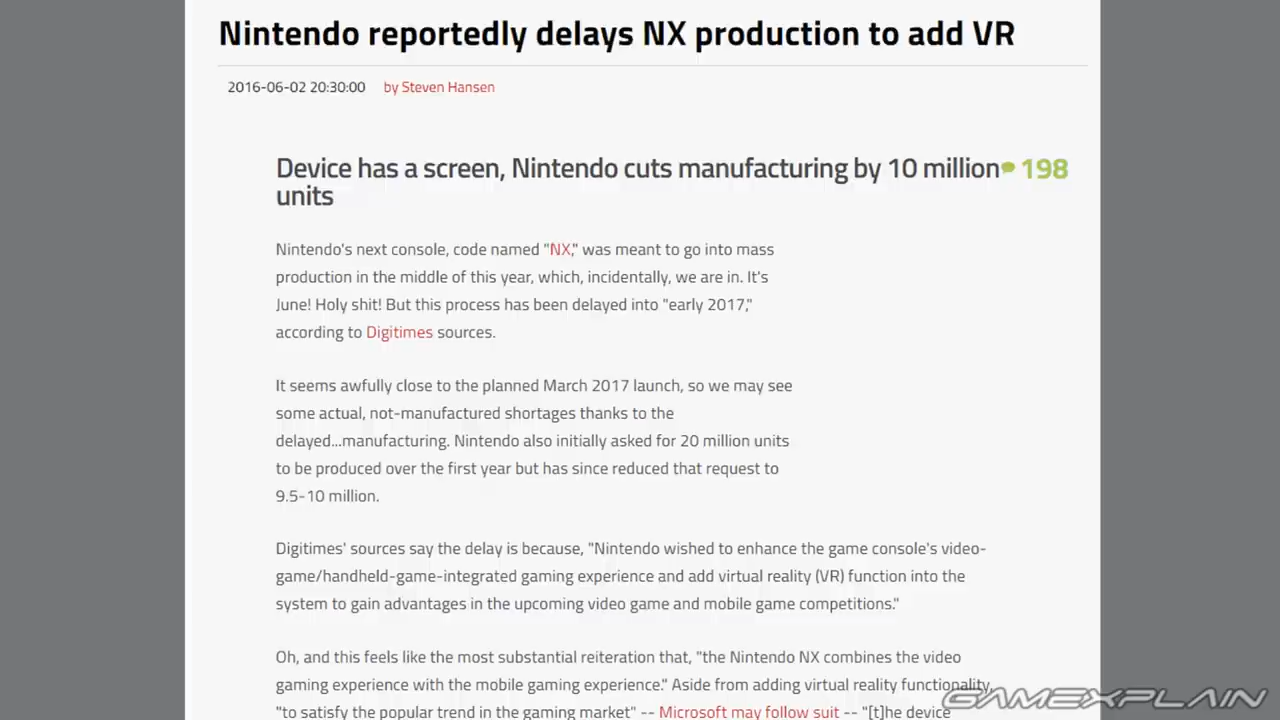 Nintendo reportedly delays NX production to add VR
2016-06-02 20:30:00 by Steven Hansen
Device has a screen, Nintendo cuts manufacturing by 10 million 198
units
Nintendo's next console, code named "NX," was meant to go into mass
production in the middle of this year, which, incidentally, we are in. It's
June! Holy shit! But this process has been delayed into "early 2017,"
according to Digitimes sources.
It seems awfully close to the planned March 2017 launch, so we may see
some actual, not-manufactured shortages thanks to the
delayed...manufacturing. Nintendo also initially asked for 20 million units
to be produced over the first year but has since reduced that request to
9.5-10 million.
Digitimes' sources say the delay is because, "Nintendo wished to enhance the game console's video-
game/handheld-game-integrated gaming experience and add virtual reality (VR) function into the
system to gain advantages in the upcoming video game and mobile game competitions."
Oh, and this feels like the most substantial reiteration that, "the Nintendo NX combines the video
gaming experience with the mobile gaming experience." Aside from adding virtual reality functionality,
"to satisfy the popular trend in the gaming market" -- Microsoft may follow suit -- "[t]he device
GAMEXPLAIN